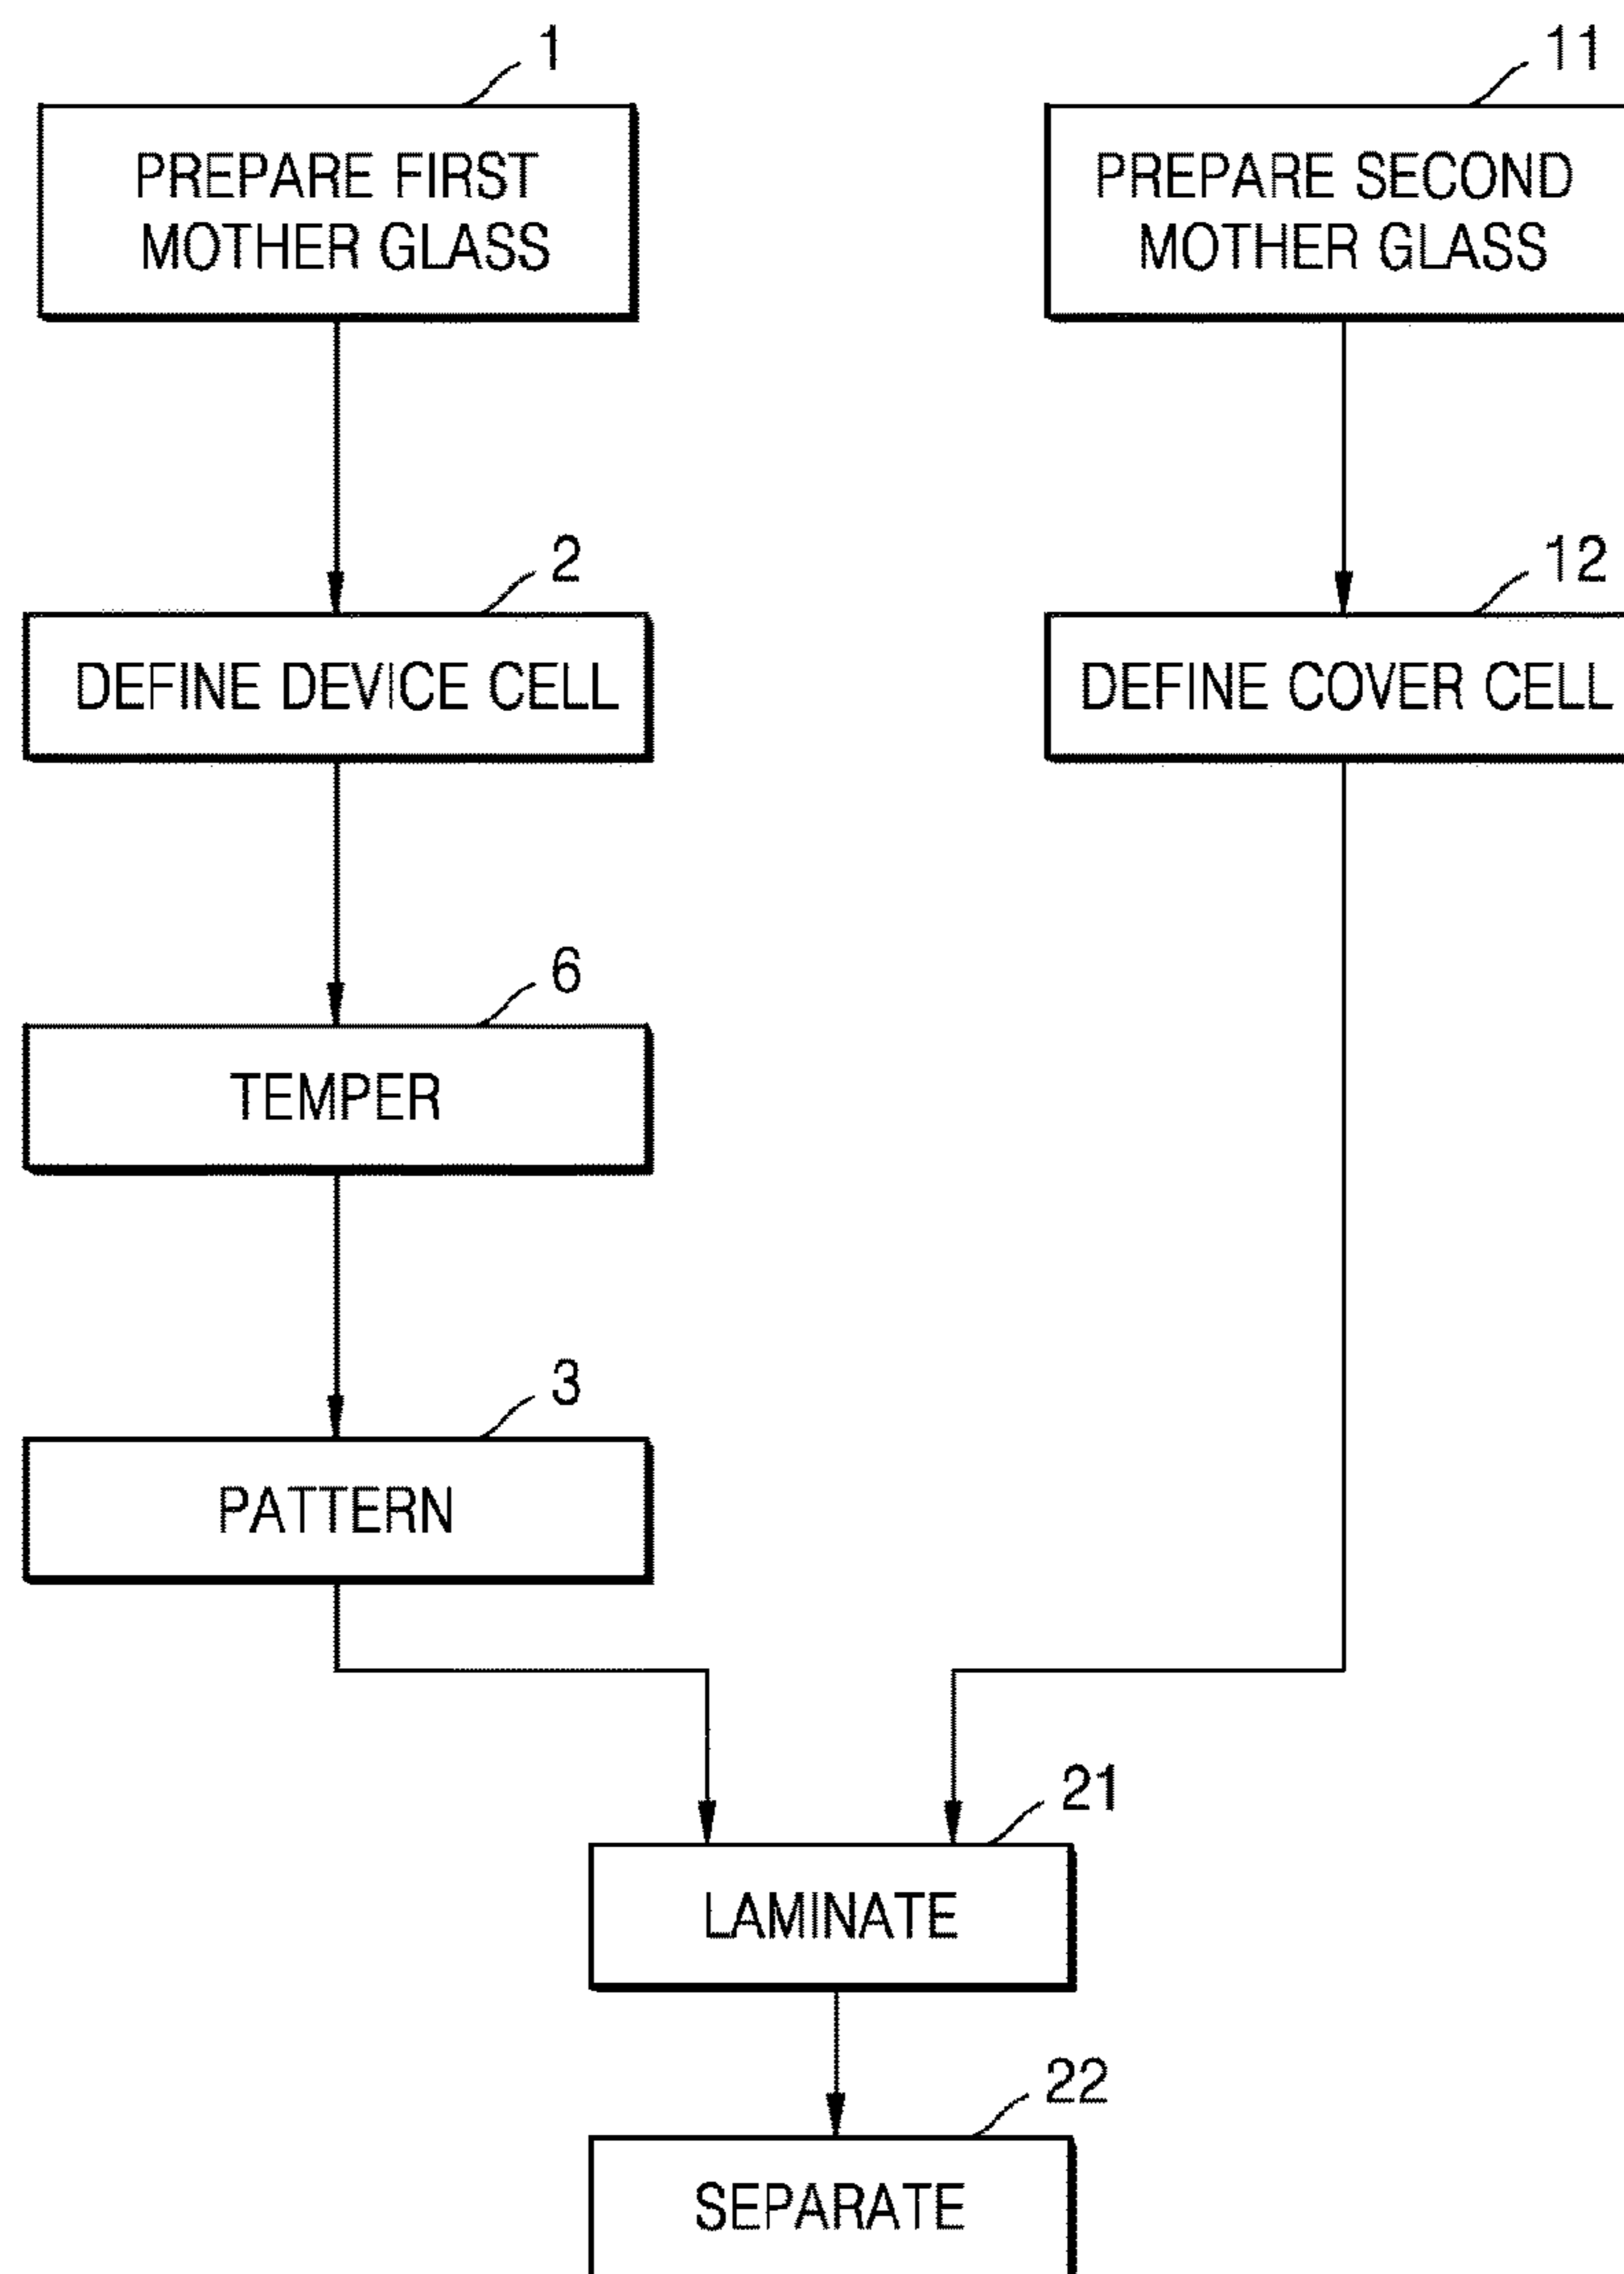 1
PREPARE FIRST
MOTHER GLASS
11
PREPARE SECOND
MOTHER GLASS
2
DEFINE DEVICE CELL
12
DEFINE COVER CELL
6
TEMPER
3
PATTERN
21
LAMINATE
22
SEPARATE